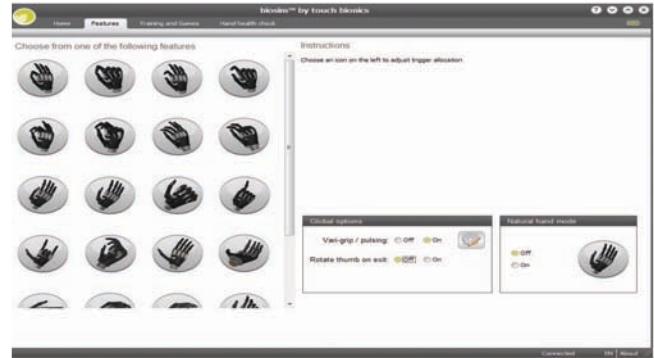 biosim™ by touch bionics
Home Features Training and Games Hand health check
Choose from one of the following features
Instructions
Choose an icon on the left to adjust trigger allocation
Global options
Vari-grip / pulsing: Off On
Rotate thumb on exit: Off On
Natural hand mode
Off
On
Connected EN About